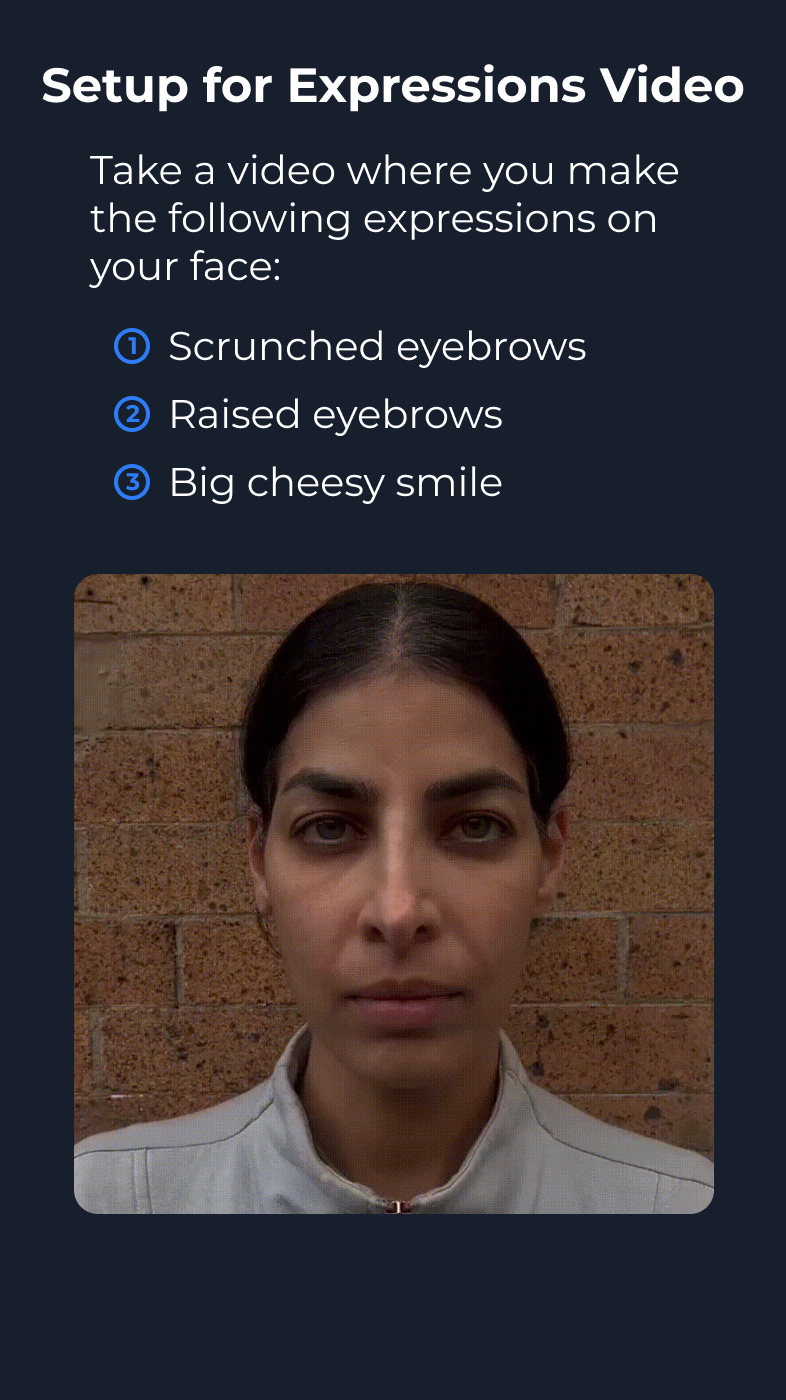 Setup for Expressions Video
Take a video where you make
the following expressions on
your face:
1 Scrunched eyebrows
2 Raised eyebrows
3 Big cheesy smile